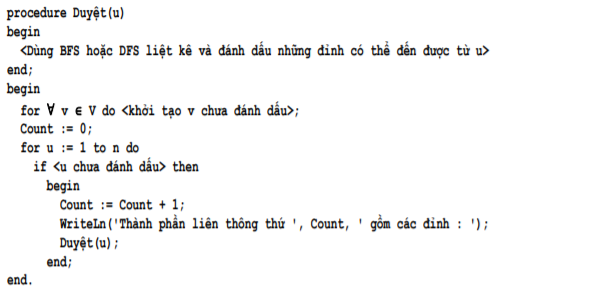 procedure Duyệt(u)
begin
  <Dùng BFS hoặc DFS liệt kê và đánh dấu những đỉnh có thể đến được từ u>
end;
begin
  for ∀ v ∈ V do <khởi tạo v chưa đánh dấu>;
  Count := 0;
  for u := 1 to n do
    if <u chưa đánh dấu> then
      begin
        Count := Count + 1;
        WriteLn('Thành phần liên thông thứ ', Count, ' gồm các đỉnh : ');
        Duyệt(u);
      end;
end.